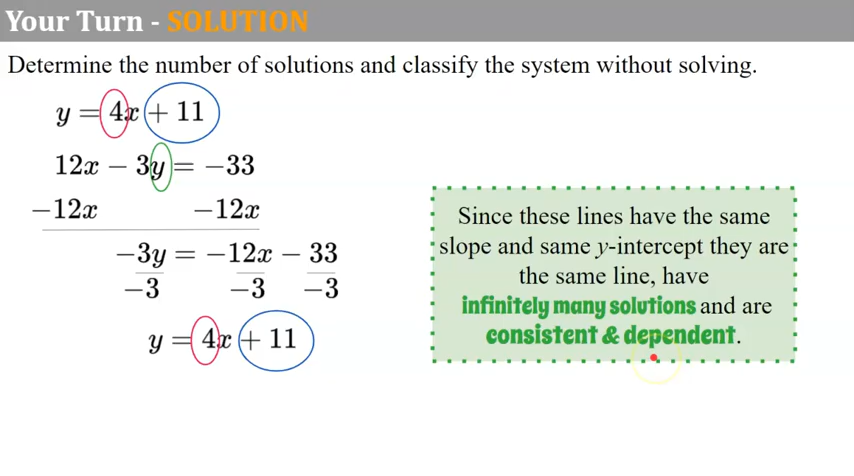 Your Turn - SOLUTION
Determine the number of solutions and classify the system without solving.
y = 4x + 11
12x − 3y = −33
−12x −12x
−3y = −12x − 33
−3 −3 −3
y = 4x + 11
Since these lines have the same
slope and same y-intercept they are
the same line, have
infinitely many solutions and are
consistent & dependent.